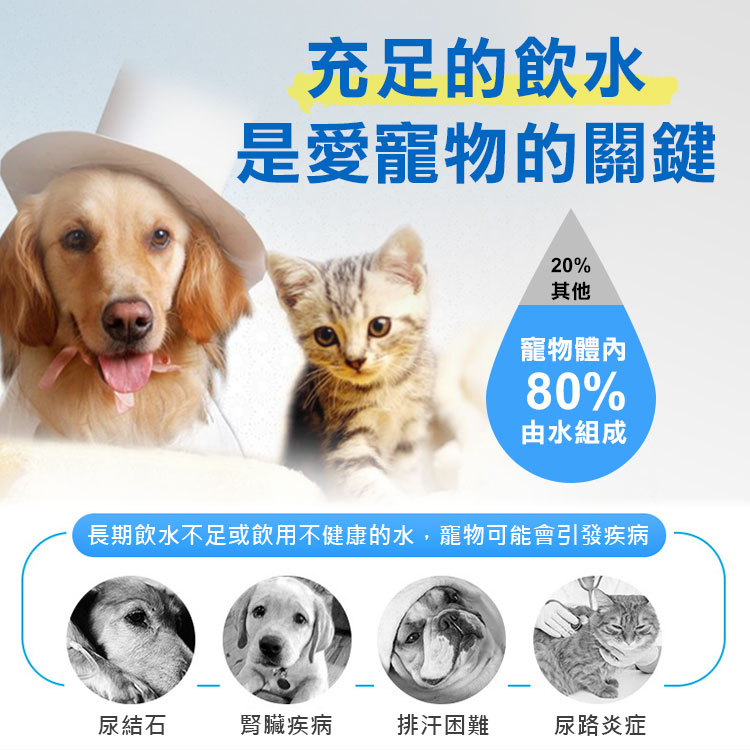 充足的飲水
是愛寵物的關鍵
20%
其他
寵物體內
80%
由水組成
長期飲水不足或飲用不健康的水，寵物可能會引發疾病
尿結石
腎臟疾病
排汗困難
尿路炎症